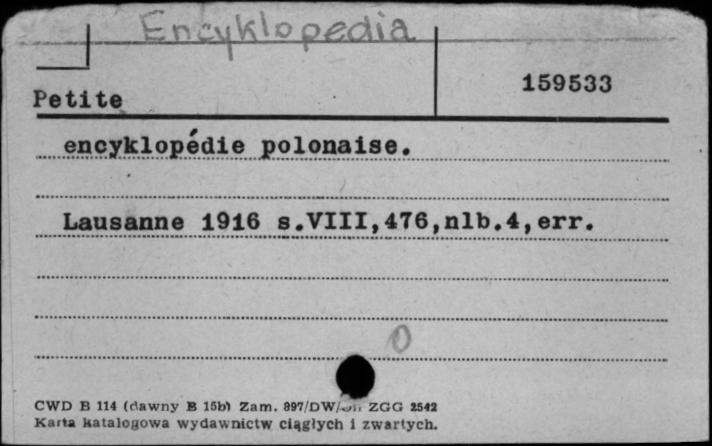 Encyklopedia
159533
Petite
encyklopédie polonaise.
Lausanne 1916 s.VIII,476,nlb.4,err.
0
CWD B 114 (dawny B 15b) Zam. 897/DW/ ZGG 2542
Karta katalogowa wydawnictw ciągłych i zwartych.